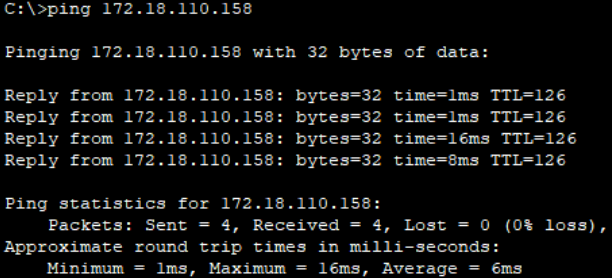 C:\>ping 172.18.110.158
Pinging 172.18.110.158 with 32 bytes of data:
Reply from 172.18.110.158: bytes=32 time=1ms TTL=126
Reply from 172.18.110.158: bytes=32 time=1ms TTL=126
Reply from 172.18.110.158: bytes=32 time=16ms TTL=126
Reply from 172.18.110.158: bytes=32 time=8ms TTL=126
Ping statistics for 172.18.110.158:
Packets: Sent = 4, Received = 4, Lost = 0 (0% loss),
Approximate round trip times in milli-seconds:
Minimum = 1ms, Maximum = 16ms, Average = 6ms